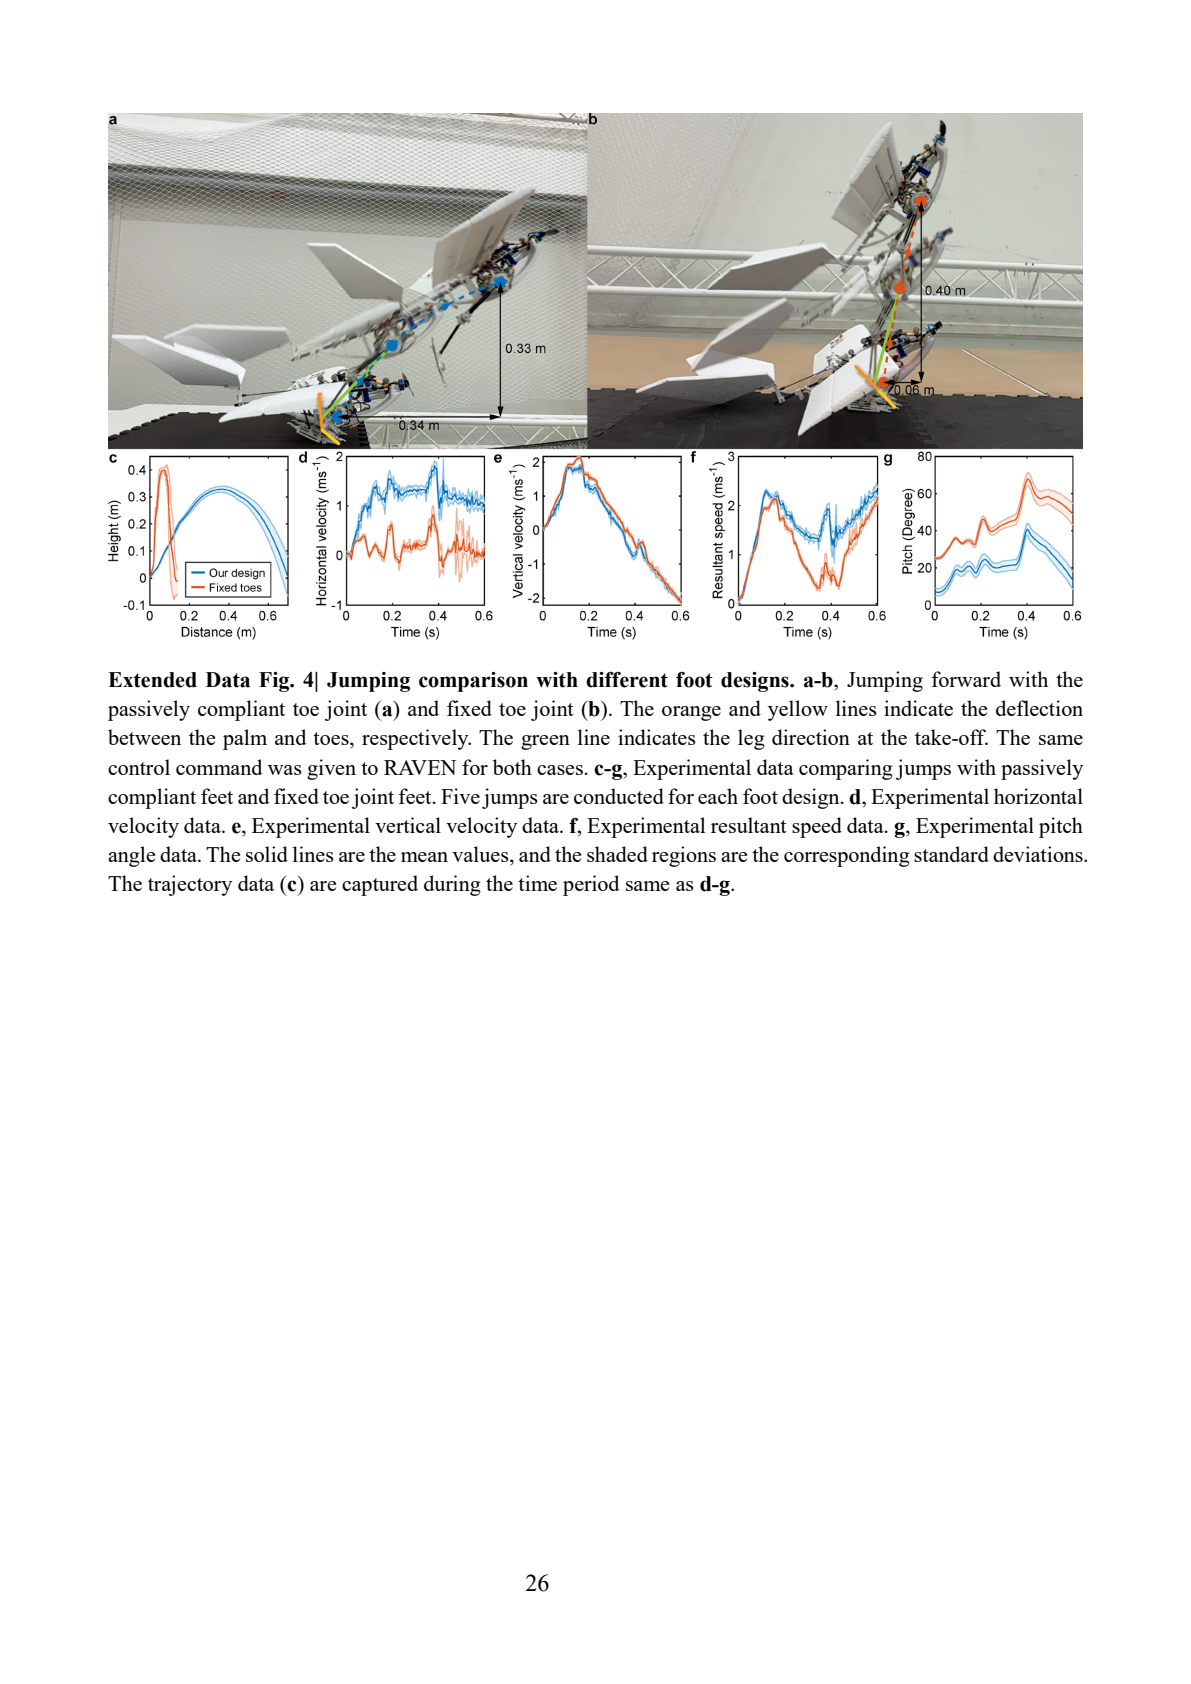 a
b
0.33 m
0.34 m
0.40 m
0.06 m
c
Height (m)
0.4
0.3
0.2
0.1
0
-0.1
0 0.2 0.4 0.6
Distance (m)
Our design
Fixed toes
d
Horizontal velocity (ms-1)
2
1
0
-1
0 0.2 0.4 0.6
Time (s)
e
Vertical velocity (ms-1)
2
1
0
-1
-2
0 0.2 0.4 0.6
Time (s)
f
Resultant speed (ms-1)
3
2
1
0
0 0.2 0.4 0.6
Time (s)
g
Pitch (Degree)
80
60
40
20
0
0 0.2 0.4 0.6
Time (s)
Extended Data Fig. 4| Jumping comparison with different foot designs. a-b, Jumping forward with the
passively compliant toe joint (a) and fixed toe joint (b). The orange and yellow lines indicate the deflection
between the palm and toes, respectively. The green line indicates the leg direction at the take-off. The same
control command was given to RAVEN for both cases. c-g, Experimental data comparing jumps with passively
compliant feet and fixed toe joint feet. Five jumps are conducted for each foot design. d, Experimental horizontal
velocity data. e, Experimental vertical velocity data. f, Experimental resultant speed data. g, Experimental pitch
angle data. The solid lines are the mean values, and the shaded regions are the corresponding standard deviations.
The trajectory data (c) are captured during the time period same as d-g.
26